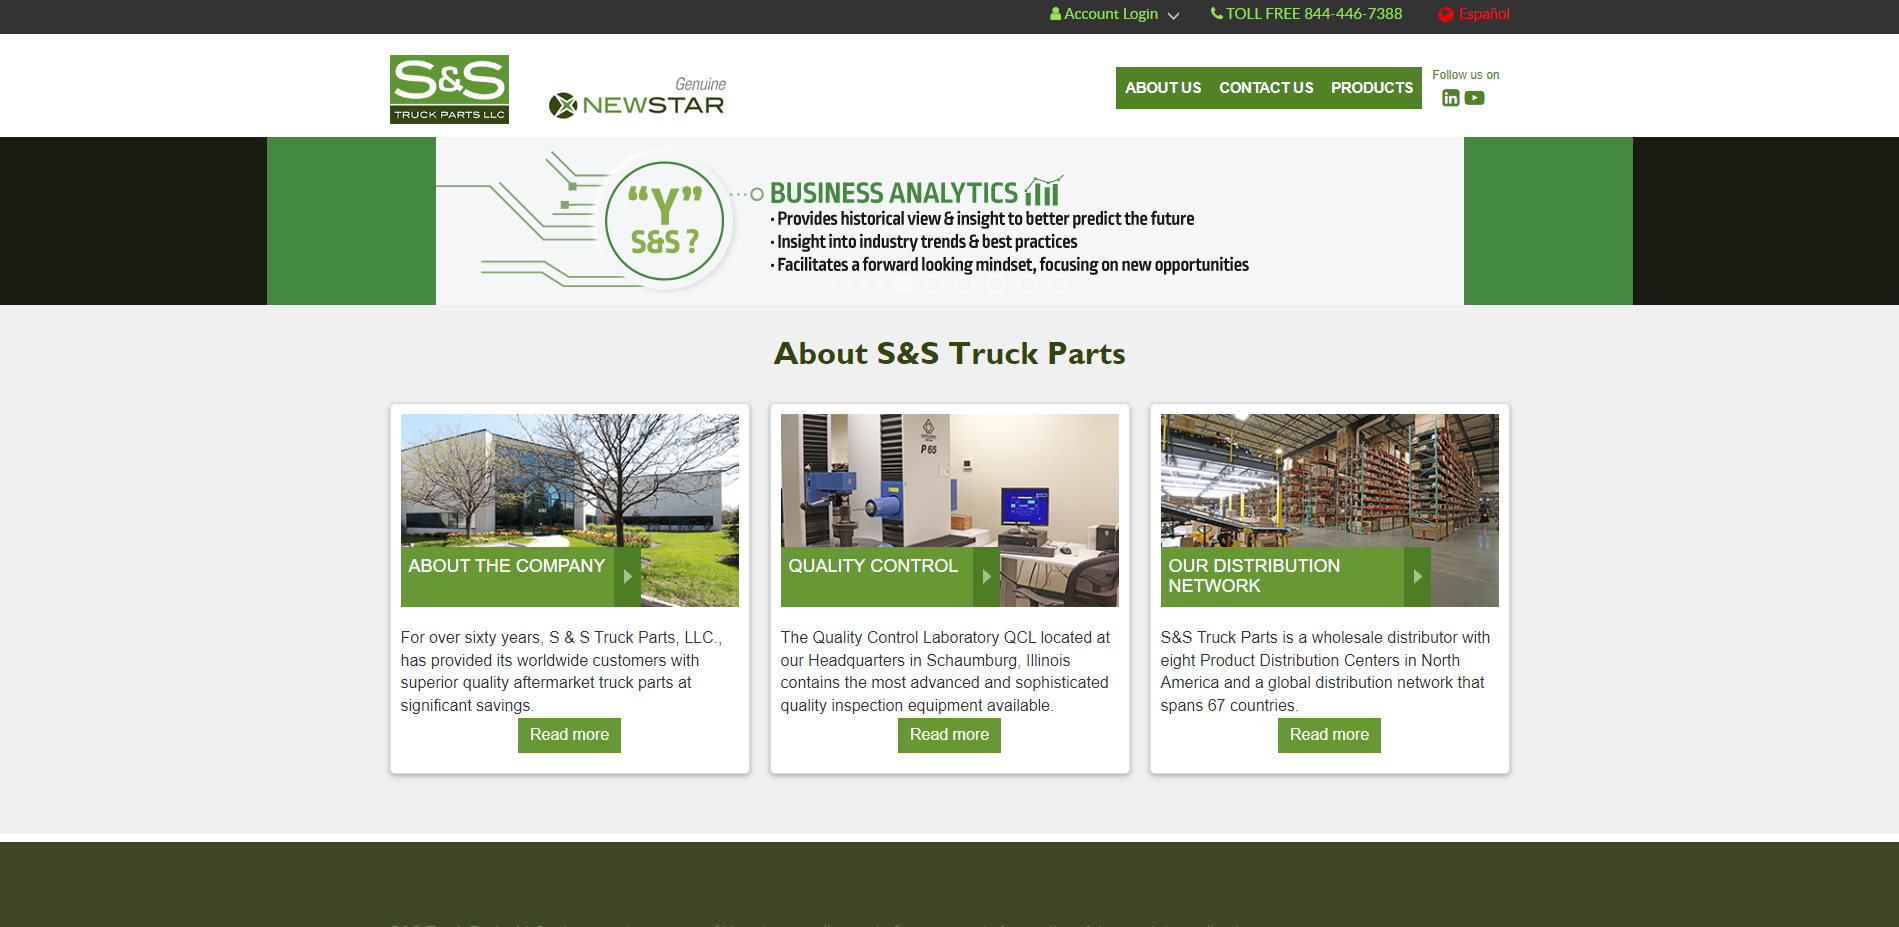 Account Login
TOLL FREE 844-446-7388
Español
S&S
TRUCK PARTS LLC
Genuine
NEWSTAR
ABOUT US CONTACT US PRODUCTS
Follow us on
"Y"
S&S ?
BUSINESS ANALYTICS
· Provides historical view & insight to better predict the future
· Insight into industry trends & best practices
· Facilitates a forward looking mindset, focusing on new opportunities
About S&S Truck Parts
ABOUT THE COMPANY
For over sixty years, S & S Truck Parts, LLC.,
has provided its worldwide customers with
superior quality aftermarket truck parts at
significant savings.
Read more
P 65
QUALITY CONTROL
The Quality Control Laboratory QCL located at
our Headquarters in Schaumburg, Illinois
contains the most advanced and sophisticated
quality inspection equipment available.
Read more
OUR DISTRIBUTION
NETWORK
S&S Truck Parts is a wholesale distributor with
eight Product Distribution Centers in North
America and a global distribution network that
spans 67 countries.
Read more